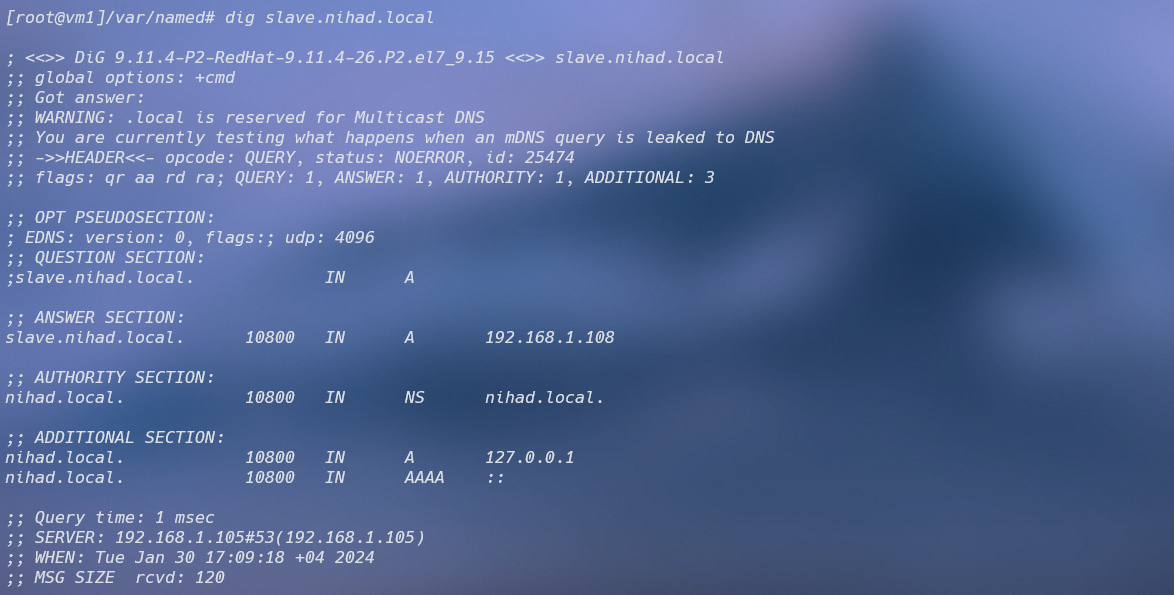 [root@vm1]/var/named# dig slave.nihad.local
; <<>> DiG 9.11.4-P2-RedHat-9.11.4-26.P2.el7_9.15 <<>> slave.nihad.local
;; global options: +cmd
;; Got answer:
;; WARNING: .local is reserved for Multicast DNS
;; You are currently testing what happens when an mDNS query is leaked to DNS
;; ->>HEADER<<- opcode: QUERY, status: NOERROR, id: 25474
;; flags: qr aa rd ra; QUERY: 1, ANSWER: 1, AUTHORITY: 1, ADDITIONAL: 3
;; OPT PSEUDOSECTION:
; EDNS: version: 0, flags:; udp: 4096
;; QUESTION SECTION:
;slave.nihad.local. IN A
;; ANSWER SECTION:
slave.nihad.local. 10800 IN A 192.168.1.108
;; AUTHORITY SECTION:
nihad.local. 10800 IN NS nihad.local.
;; ADDITIONAL SECTION:
nihad.local. 10800 IN A 127.0.0.1
nihad.local. 10800 IN AAAA ::
;; Query time: 1 msec
;; SERVER: 192.168.1.105#53(192.168.1.105)
;; WHEN: Tue Jan 30 17:09:18 +04 2024
;; MSG SIZE rcvd: 120